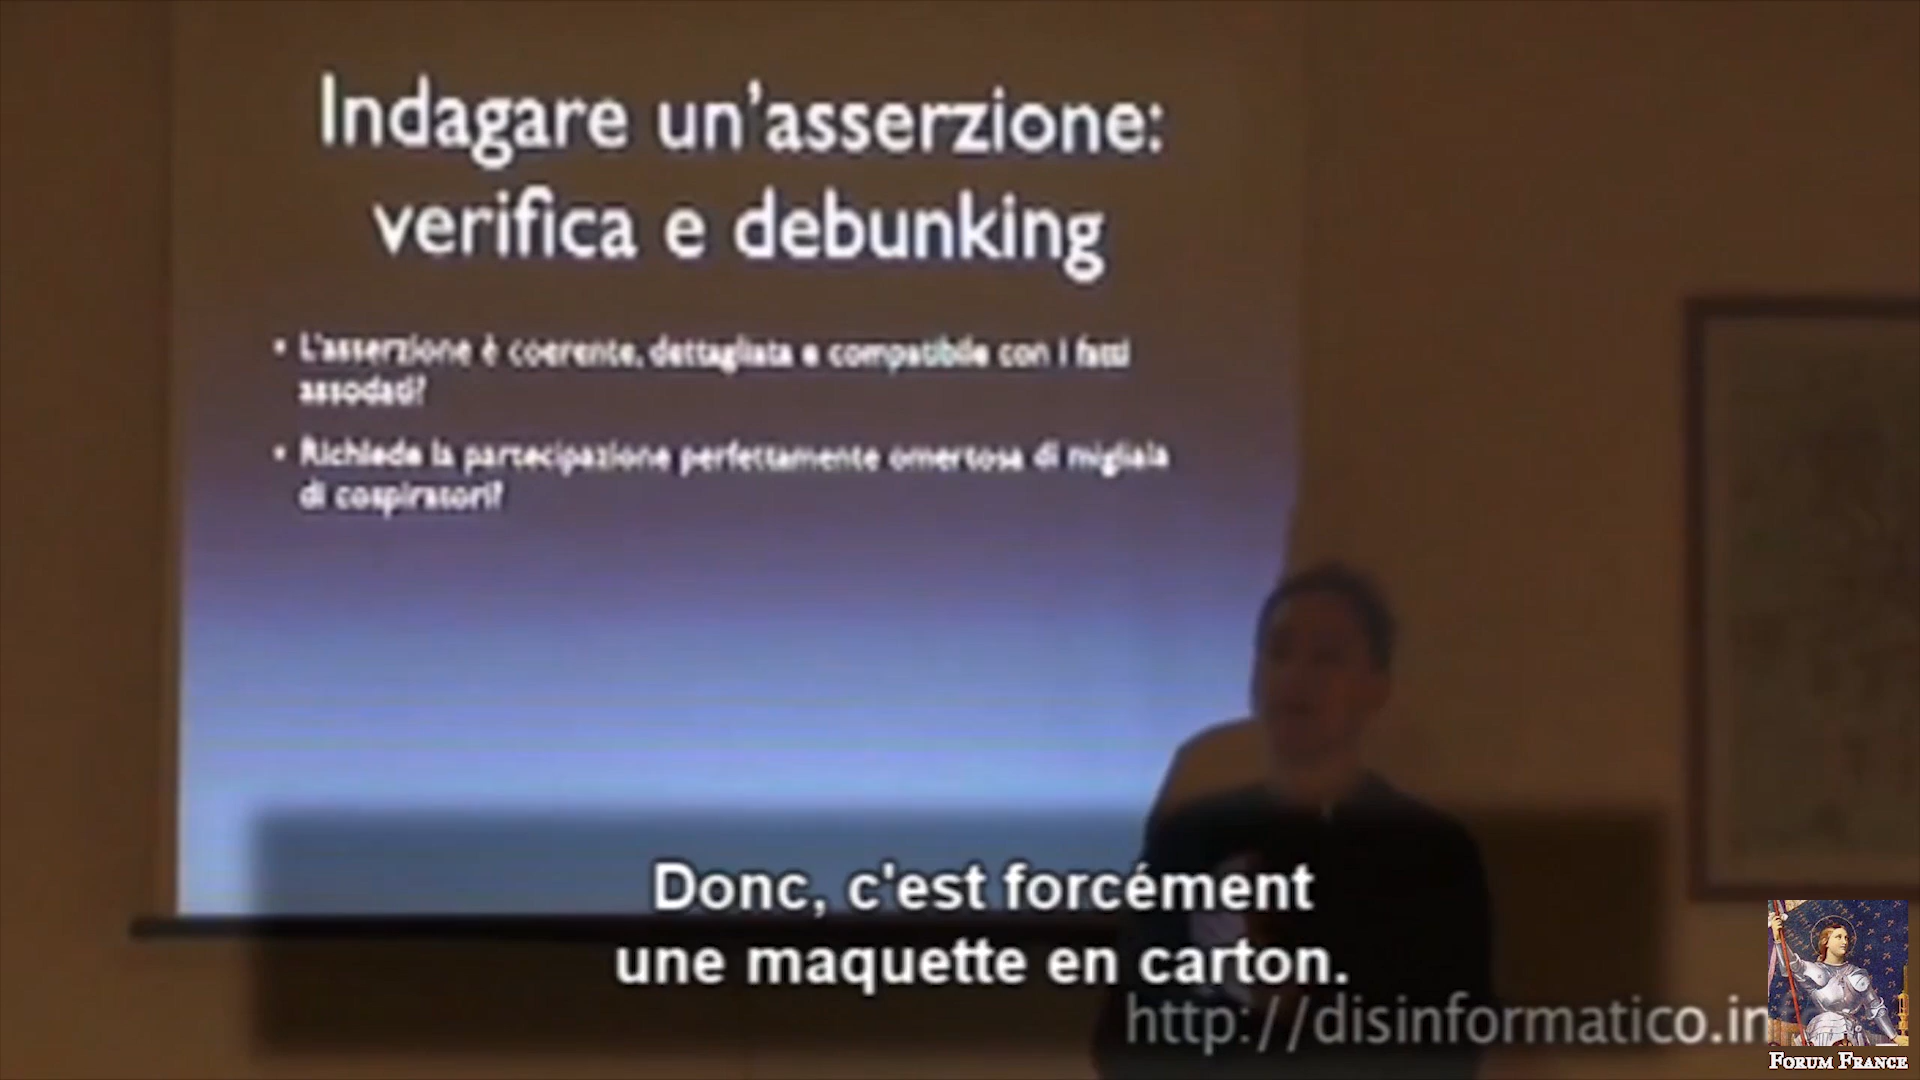 Indagare un'asserzione:
verifica e debunking
• L'asserzione è coerente, dettagliata e compatibile con i fatti
assodati?
• Richiede la partecipazione perfettamente omertosa di migliaia
di cospiratori?
Donc, c'est forcément
une maquette en carton.
http://disinformatico.in
FORUM FRANCE